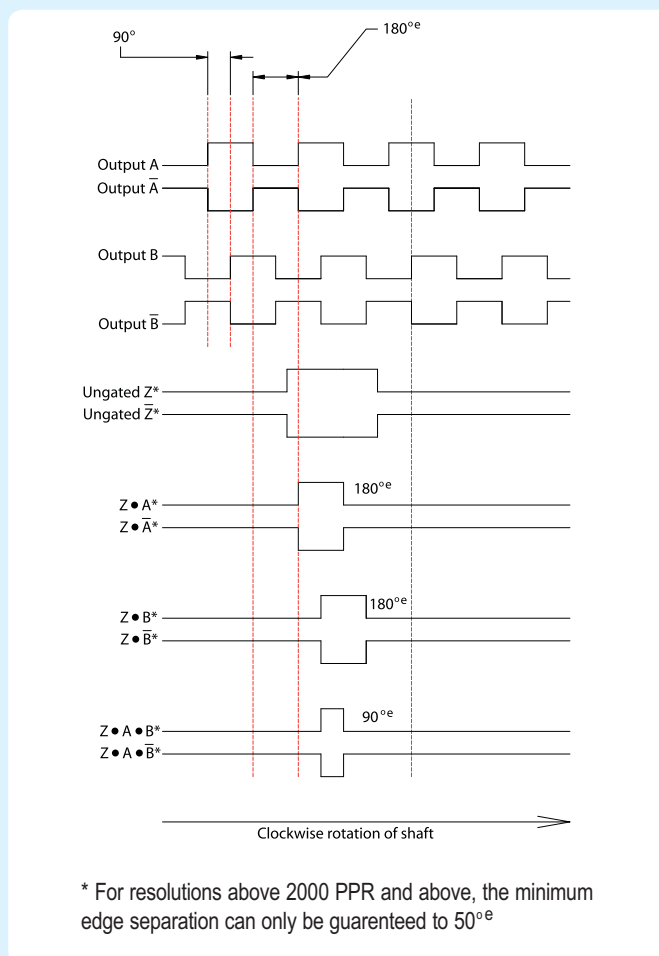 90°
180°ᵉ
Output A
Output A̅
Output B
Output B̅
Ungated Z*
Ungated Z̅*
180°ᵉ
Z • A*
Z • A̅*
180°ᵉ
Z • B*
Z • B̅*
90°ᵉ
Z • A • B*
Z • A • B̅*
Clockwise rotation of shaft
* For resolutions above 2000 PPR and above, the minimum
edge separation can only be guarenteed to 50°ᵉ